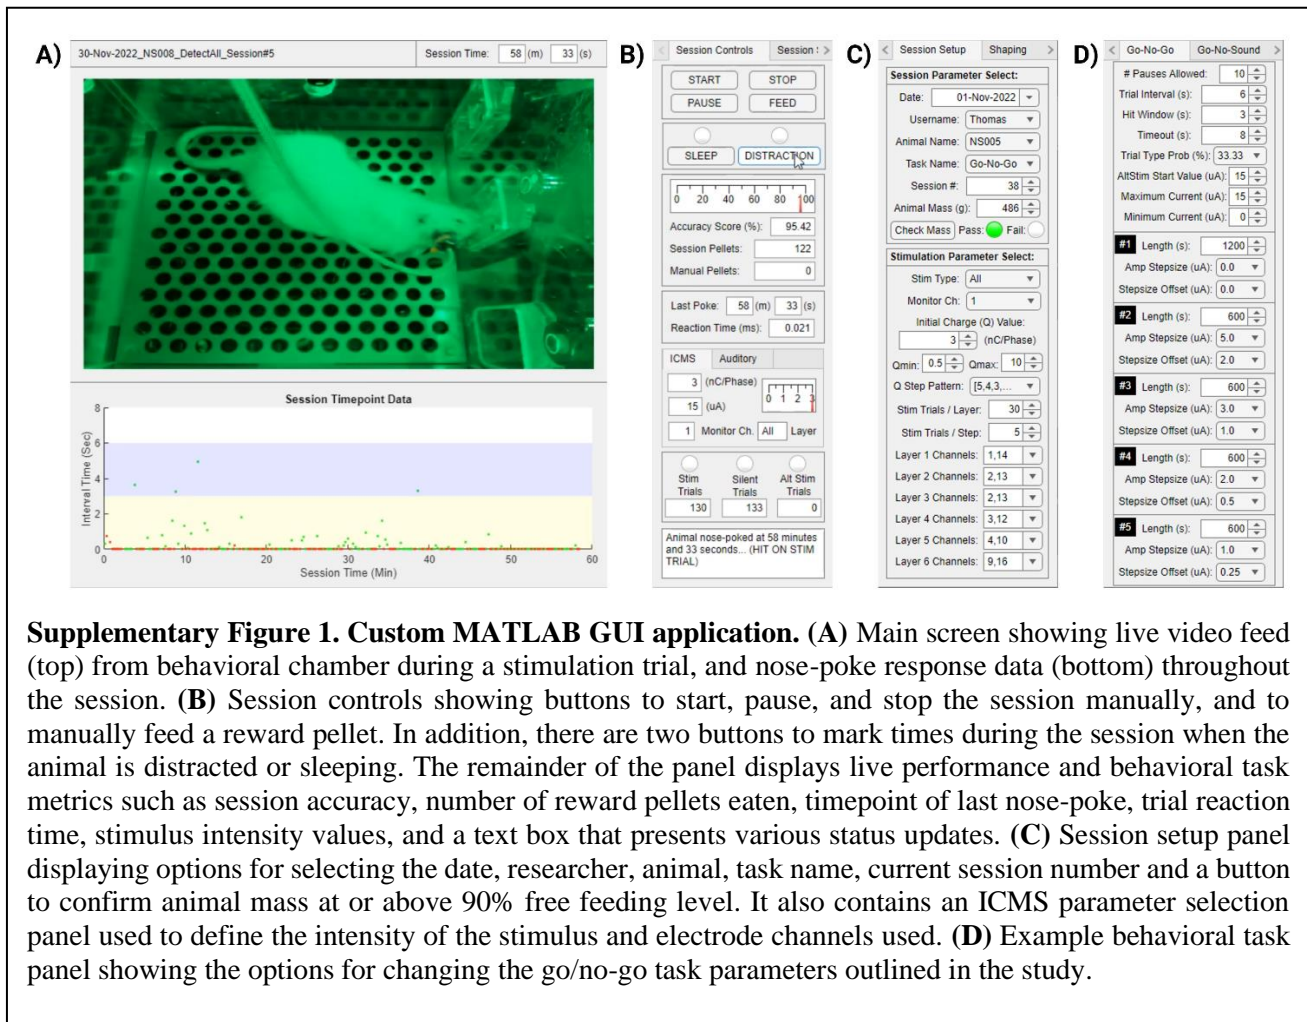 A)
30-Nov-2022_NS008_DetectAll_Session#5
Session Time: 58 (m) 33 (s)
Session Timepoint Data
Interval Time (Sec)
8
6
4
2
0
0 10 20 30 40 50 60
Session Time (Min)
B)
Session Controls Session S
START STOP
PAUSE FEED
SLEEP DISTRACTION
0 20 40 60 80 100
Accuracy Score (%): 95.42
Session Pellets: 122
Manual Pellets: 0
Last Poke: 58 (m) 33 (s)
Reaction Time (ms): 0.021
ICMS Auditory
3 (nC/Phase)
0 1 2 3
15 (uA)
1 Monitor Ch. All Layer
Stim Trials Silent Trials Alt Stim Trials
130 133 0
Animal nose-poked at 58 minutes
and 33 seconds... (HIT ON STIM
TRIAL)
C)
Session Setup Shaping
Session Parameter Select:
Date: 01-Nov-2022
Username: Thomas
Animal Name: NS005
Task Name: Go-No-Go
Session #: 38
Animal Mass (g): 486
Check Mass Pass: Fail:
Stimulation Parameter Select:
Stim Type: All
Monitor Ch: 1
Initial Charge (Q) Value:
3 (nC/Phase)
Qmin: 0.5 Qmax: 10
Q Step Pattern: [5,4,3,...
Stim Trials / Layer: 30
Stim Trials / Step: 5
Layer 1 Channels: 1,14
Layer 2 Channels: 2,13
Layer 3 Channels: 2,13
Layer 4 Channels: 3,12
Layer 5 Channels: 4,10
Layer 6 Channels: 9,16
D)
Go-No-Go Go-No-Sound
# Pauses Allowed: 10
Trial Interval (s): 6
Hit Window (s): 3
Timeout (s): 8
Trial Type Prob (%): 33.33
AltStim Start Value (uA): 15
Maximum Current (uA): 15
Minimum Current (uA): 0
#1 Length (s): 1200
Amp Stepsize (uA): 0.0
Stepsize Offset (uA): 0.0
#2 Length (s): 600
Amp Stepsize (uA): 5.0
Stepsize Offset (uA): 2.0
#3 Length (s): 600
Amp Stepsize (uA): 3.0
Stepsize Offset (uA): 1.0
#4 Length (s): 600
Amp Stepsize (uA): 2.0
Stepsize Offset (uA): 0.5
#5 Length (s): 600
Amp Stepsize (uA): 1.0
Stepsize Offset (uA): 0.25
Supplementary Figure 1. Custom MATLAB GUI application. (A) Main screen showing live video feed
(top) from behavioral chamber during a stimulation trial, and nose-poke response data (bottom) throughout
the session. (B) Session controls showing buttons to start, pause, and stop the session manually, and to
manually feed a reward pellet. In addition, there are two buttons to mark times during the session when the
animal is distracted or sleeping. The remainder of the panel displays live performance and behavioral task
metrics such as session accuracy, number of reward pellets eaten, timepoint of last nose-poke, trial reaction
time, stimulus intensity values, and a text box that presents various status updates. (C) Session setup panel
displaying options for selecting the date, researcher, animal, task name, current session number and a button
to confirm animal mass at or above 90% free feeding level. It also contains an ICMS parameter selection
panel used to define the intensity of the stimulus and electrode channels used. (D) Example behavioral task
panel showing the options for changing the go/no-go task parameters outlined in the study.